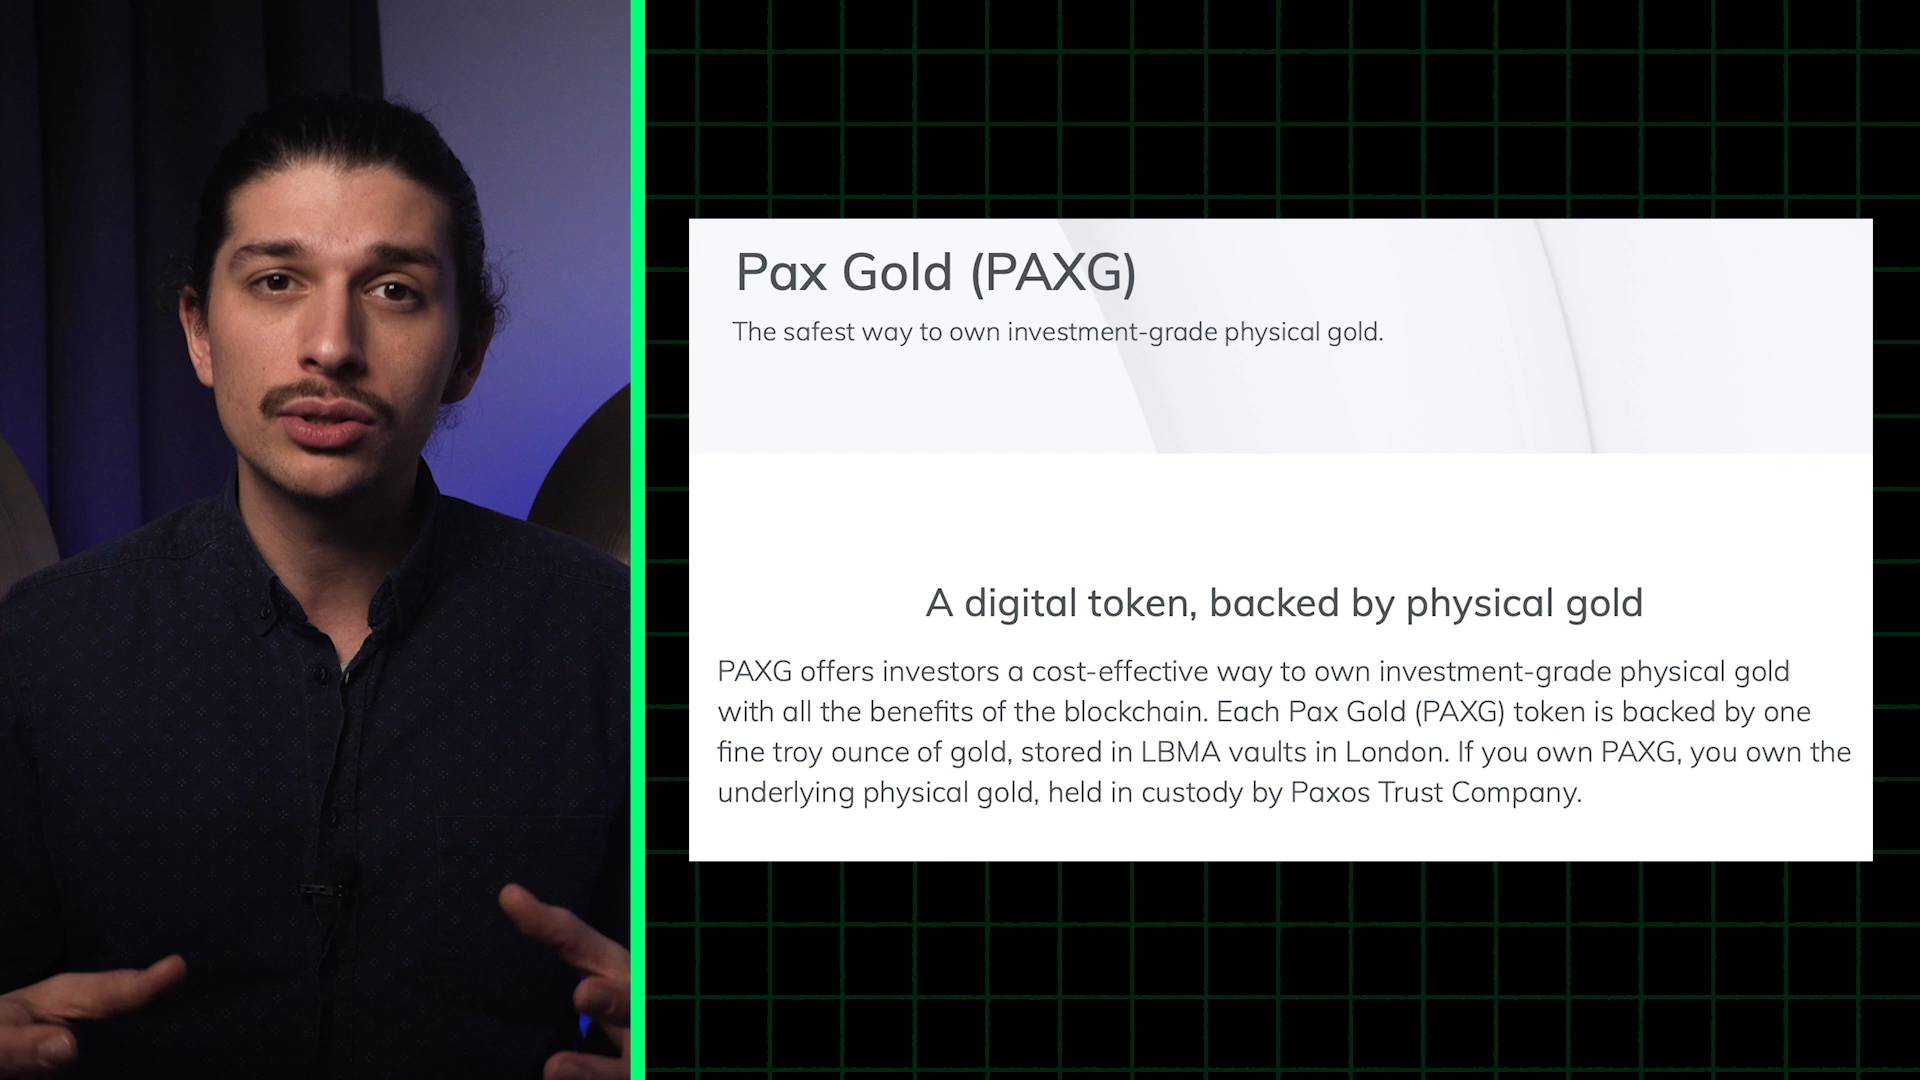 Pax Gold (PAXG)
The safest way to own investment-grade physical gold.
A digital token, backed by physical gold
PAXG offers investors a cost-effective way to own investment-grade physical gold
with all the benefits of the blockchain. Each Pax Gold (PAXG) token is backed by one
fine troy ounce of gold, stored in LBMA vaults in London. If you own PAXG, you own the
underlying physical gold, held in custody by Paxos Trust Company.